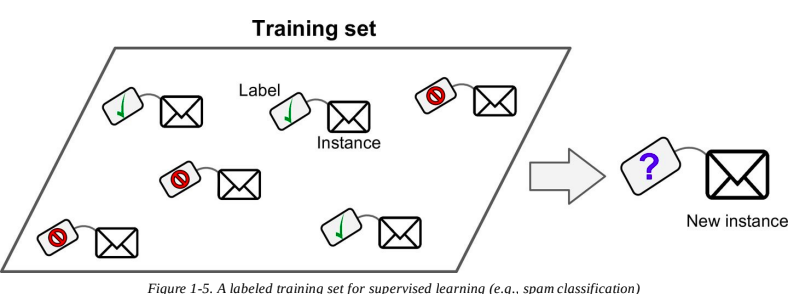 Training set
Label
Instance
?
New instance
Figure 1-5. A labeled training set for supervised learning (e.g., spam classification)